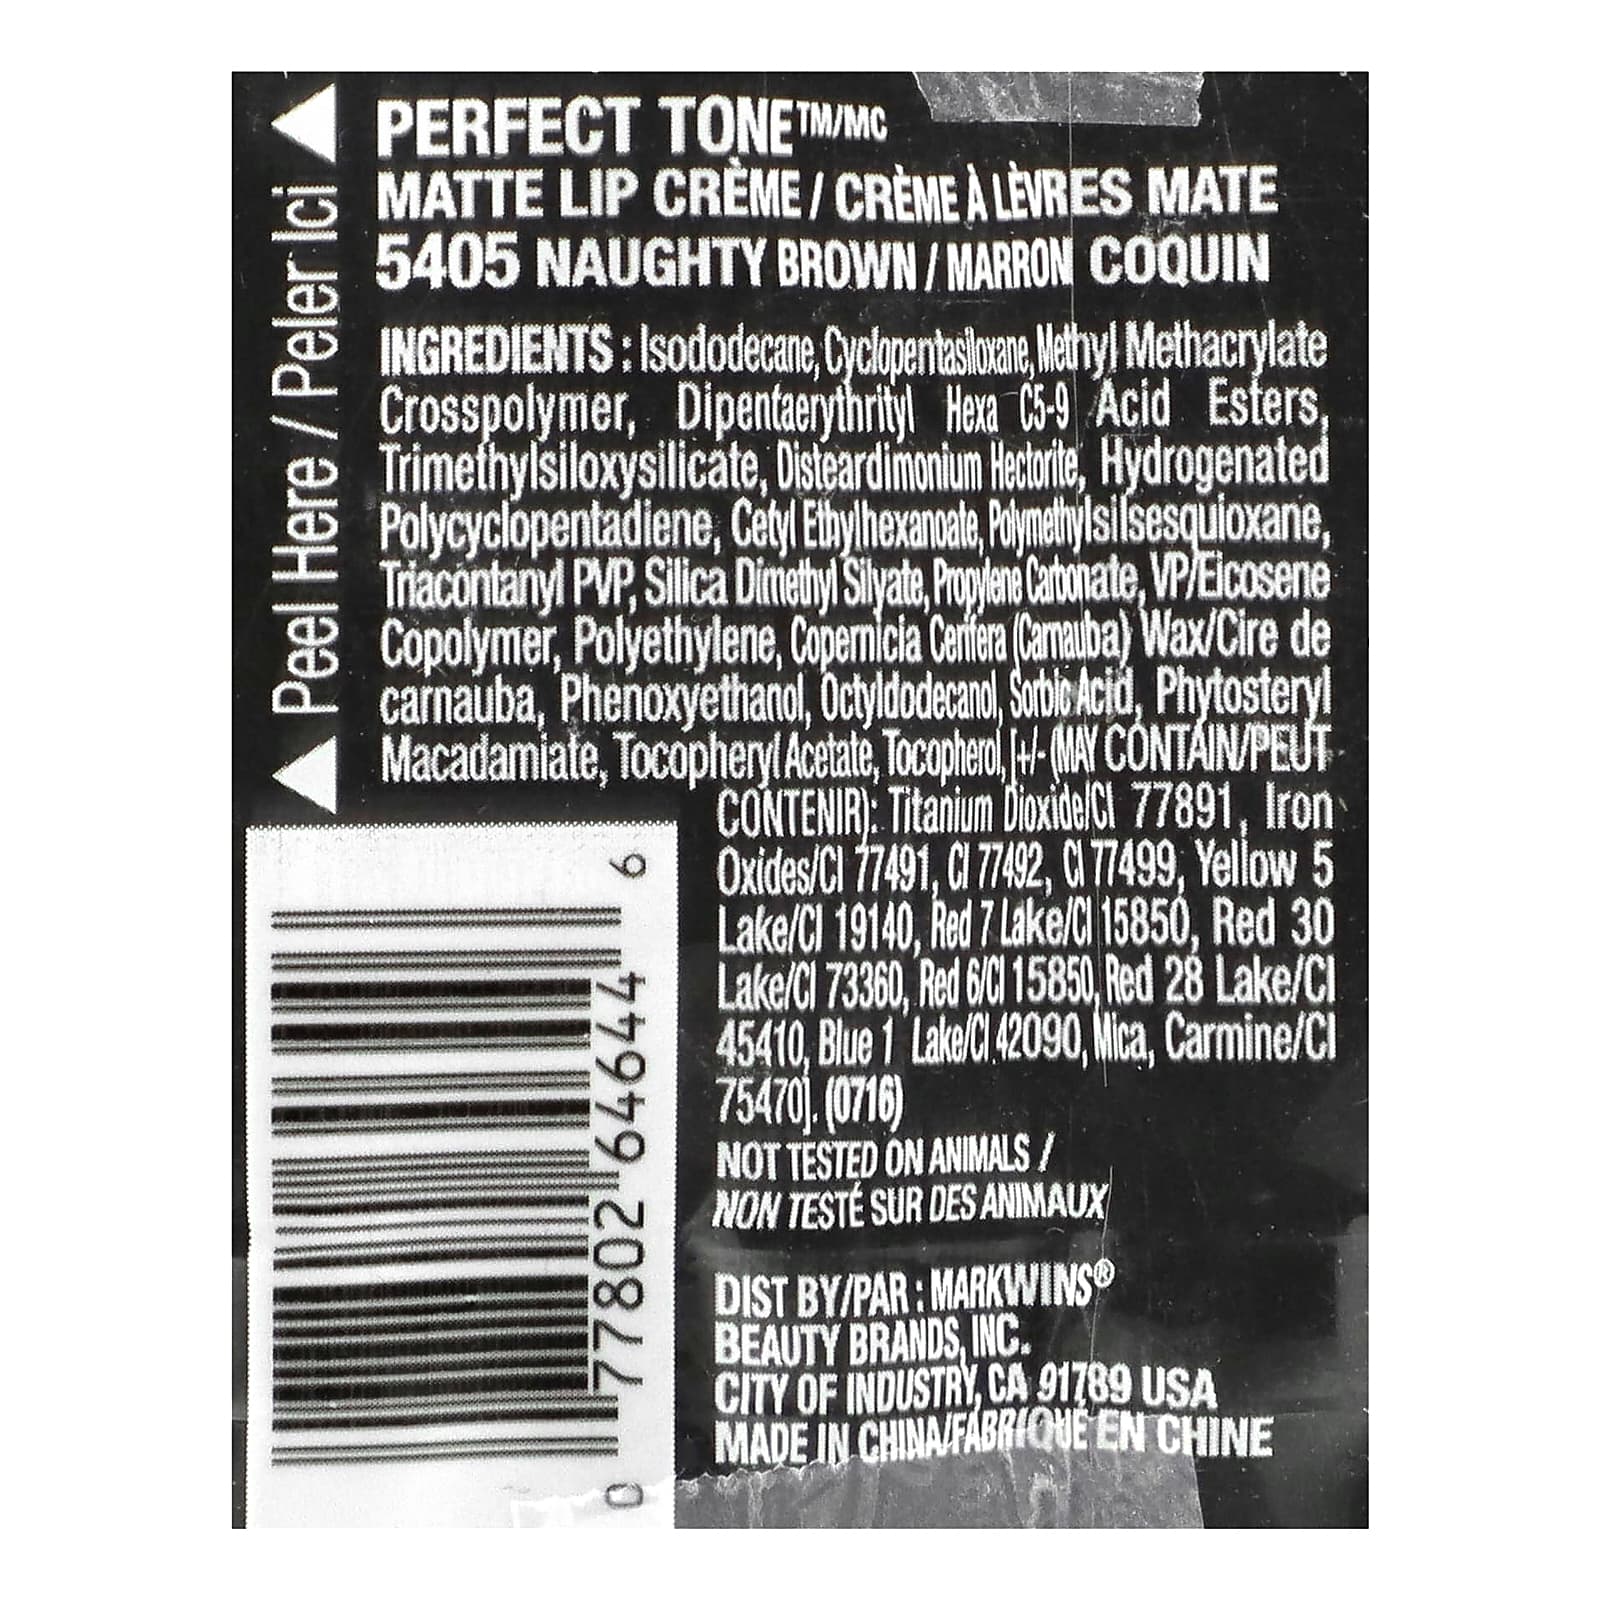 Peel Here / Peler Ici
PERFECT TONE™/MC
MATTE LIP CRÈME / CRÈME À LÈVRES MATE
5405 NAUGHTY BROWN / MARRON COQUIN
INGREDIENTS : Isododecane, Cyclopentasiloxane, Methyl Methacrylate
Crosspolymer, Dipentaerythrityl Hexa C5-9 Acid Esters,
Trimethylsiloxysilicate, Disteardimonium Hectorite, Hydrogenated
Polycyclopentadiene, Cetyl Ethylhexanoate, Polymethylsilsesquioxane,
Triacontanyl PVP, Silica Dimethyl Silyate, Propylene Carbonate, VP/Eicosene
Copolymer, Polyethylene, Copernicia Cerifera (Carnauba) Wax/Cire de
carnauba, Phenoxyethanol, Octyldodecanol, Sorbic Acid, Phytosteryl
Macadamiate, Tocopheryl Acetate, Tocopherol, [+/- (MAY CONTAIN/PEUT
CONTENIR): Titanium Dioxide/CI 77891, Iron
Oxides/CI 77491, CI 77492, CI 77499, Yellow 5
Lake/CI 19140, Red 7 Lake/CI 15850, Red 30
Lake/CI 73360, Red 6/CI 15850, Red 28 Lake/CI
45410, Blue 1 Lake/CI 42090, Mica, Carmine/CI
75470]. (0716)
NOT TESTED ON ANIMALS /
NON TESTÉ SUR DES ANIMAUX
DIST BY/PAR : MARKWINS®
BEAUTY BRANDS, INC.
CITY OF INDUSTRY, CA 91789 USA
MADE IN CHINA/FABRIQUÉ EN CHINE
0 77802 64644 6